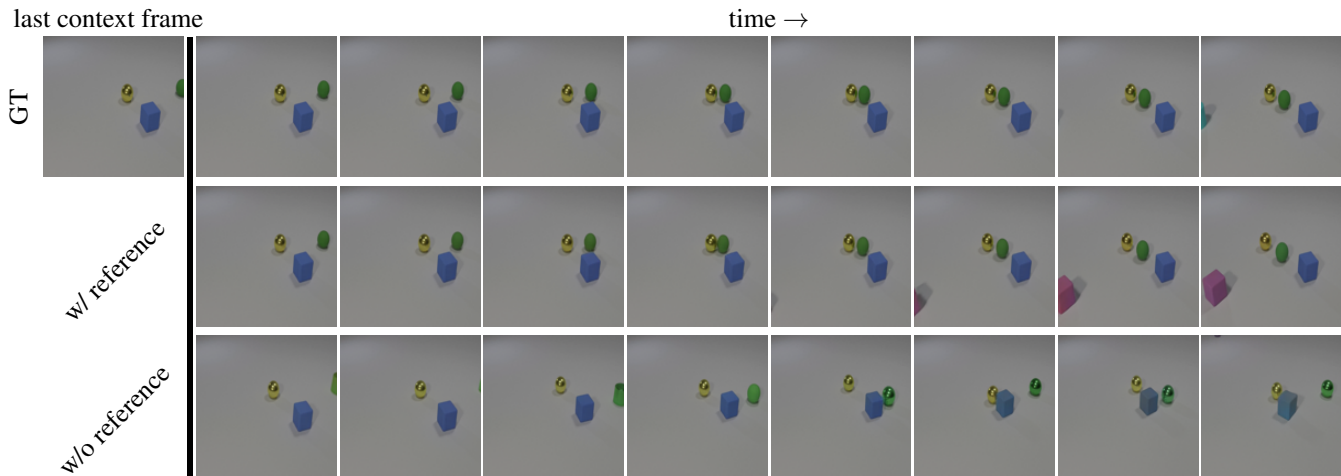 last context frame
time →
GT
w/ reference
w/o reference